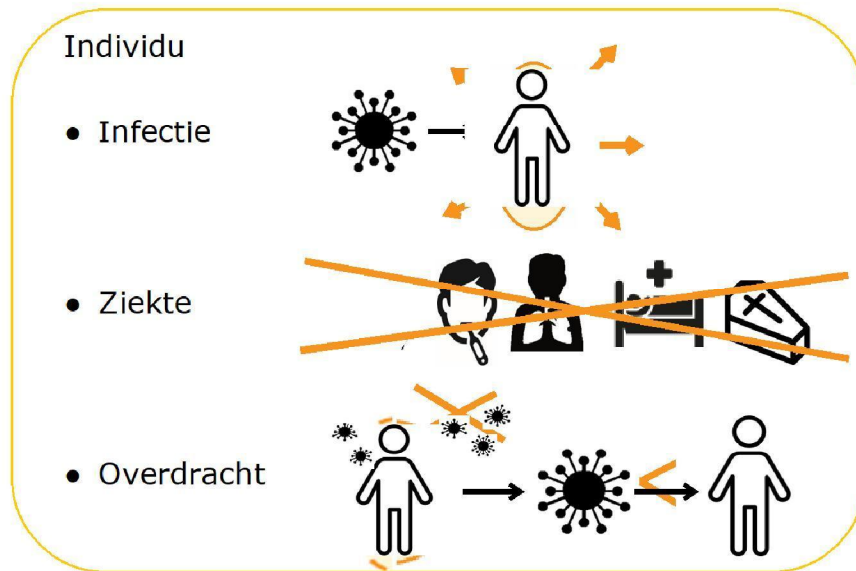 Individu
● Infectie
● Ziekte
● Overdracht